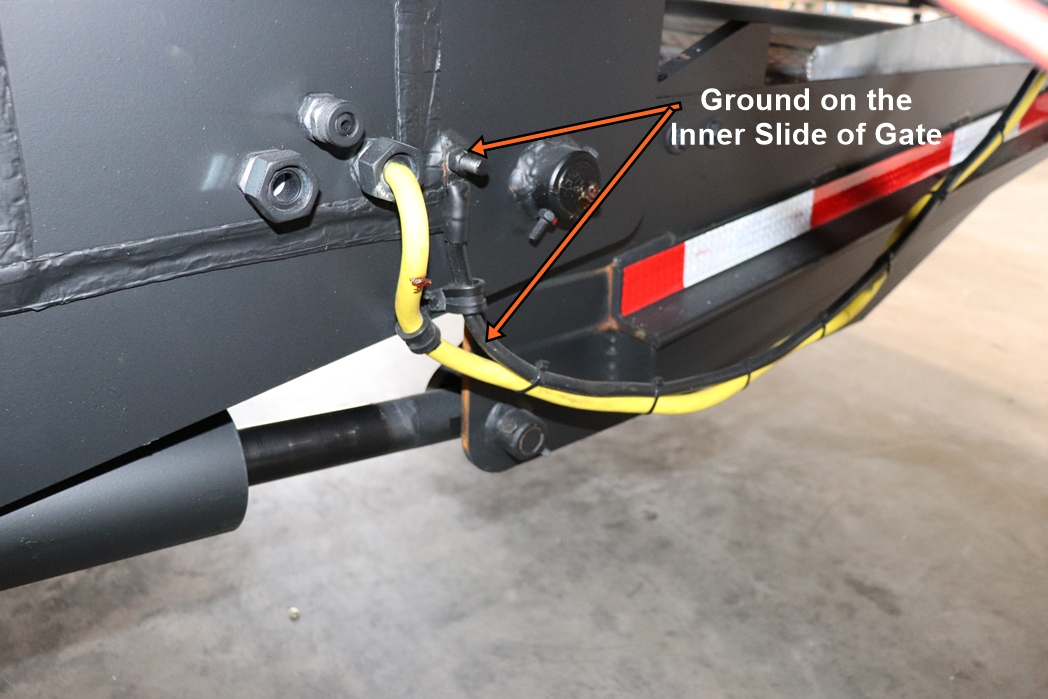 Ground on the
Inner Slide of Gate